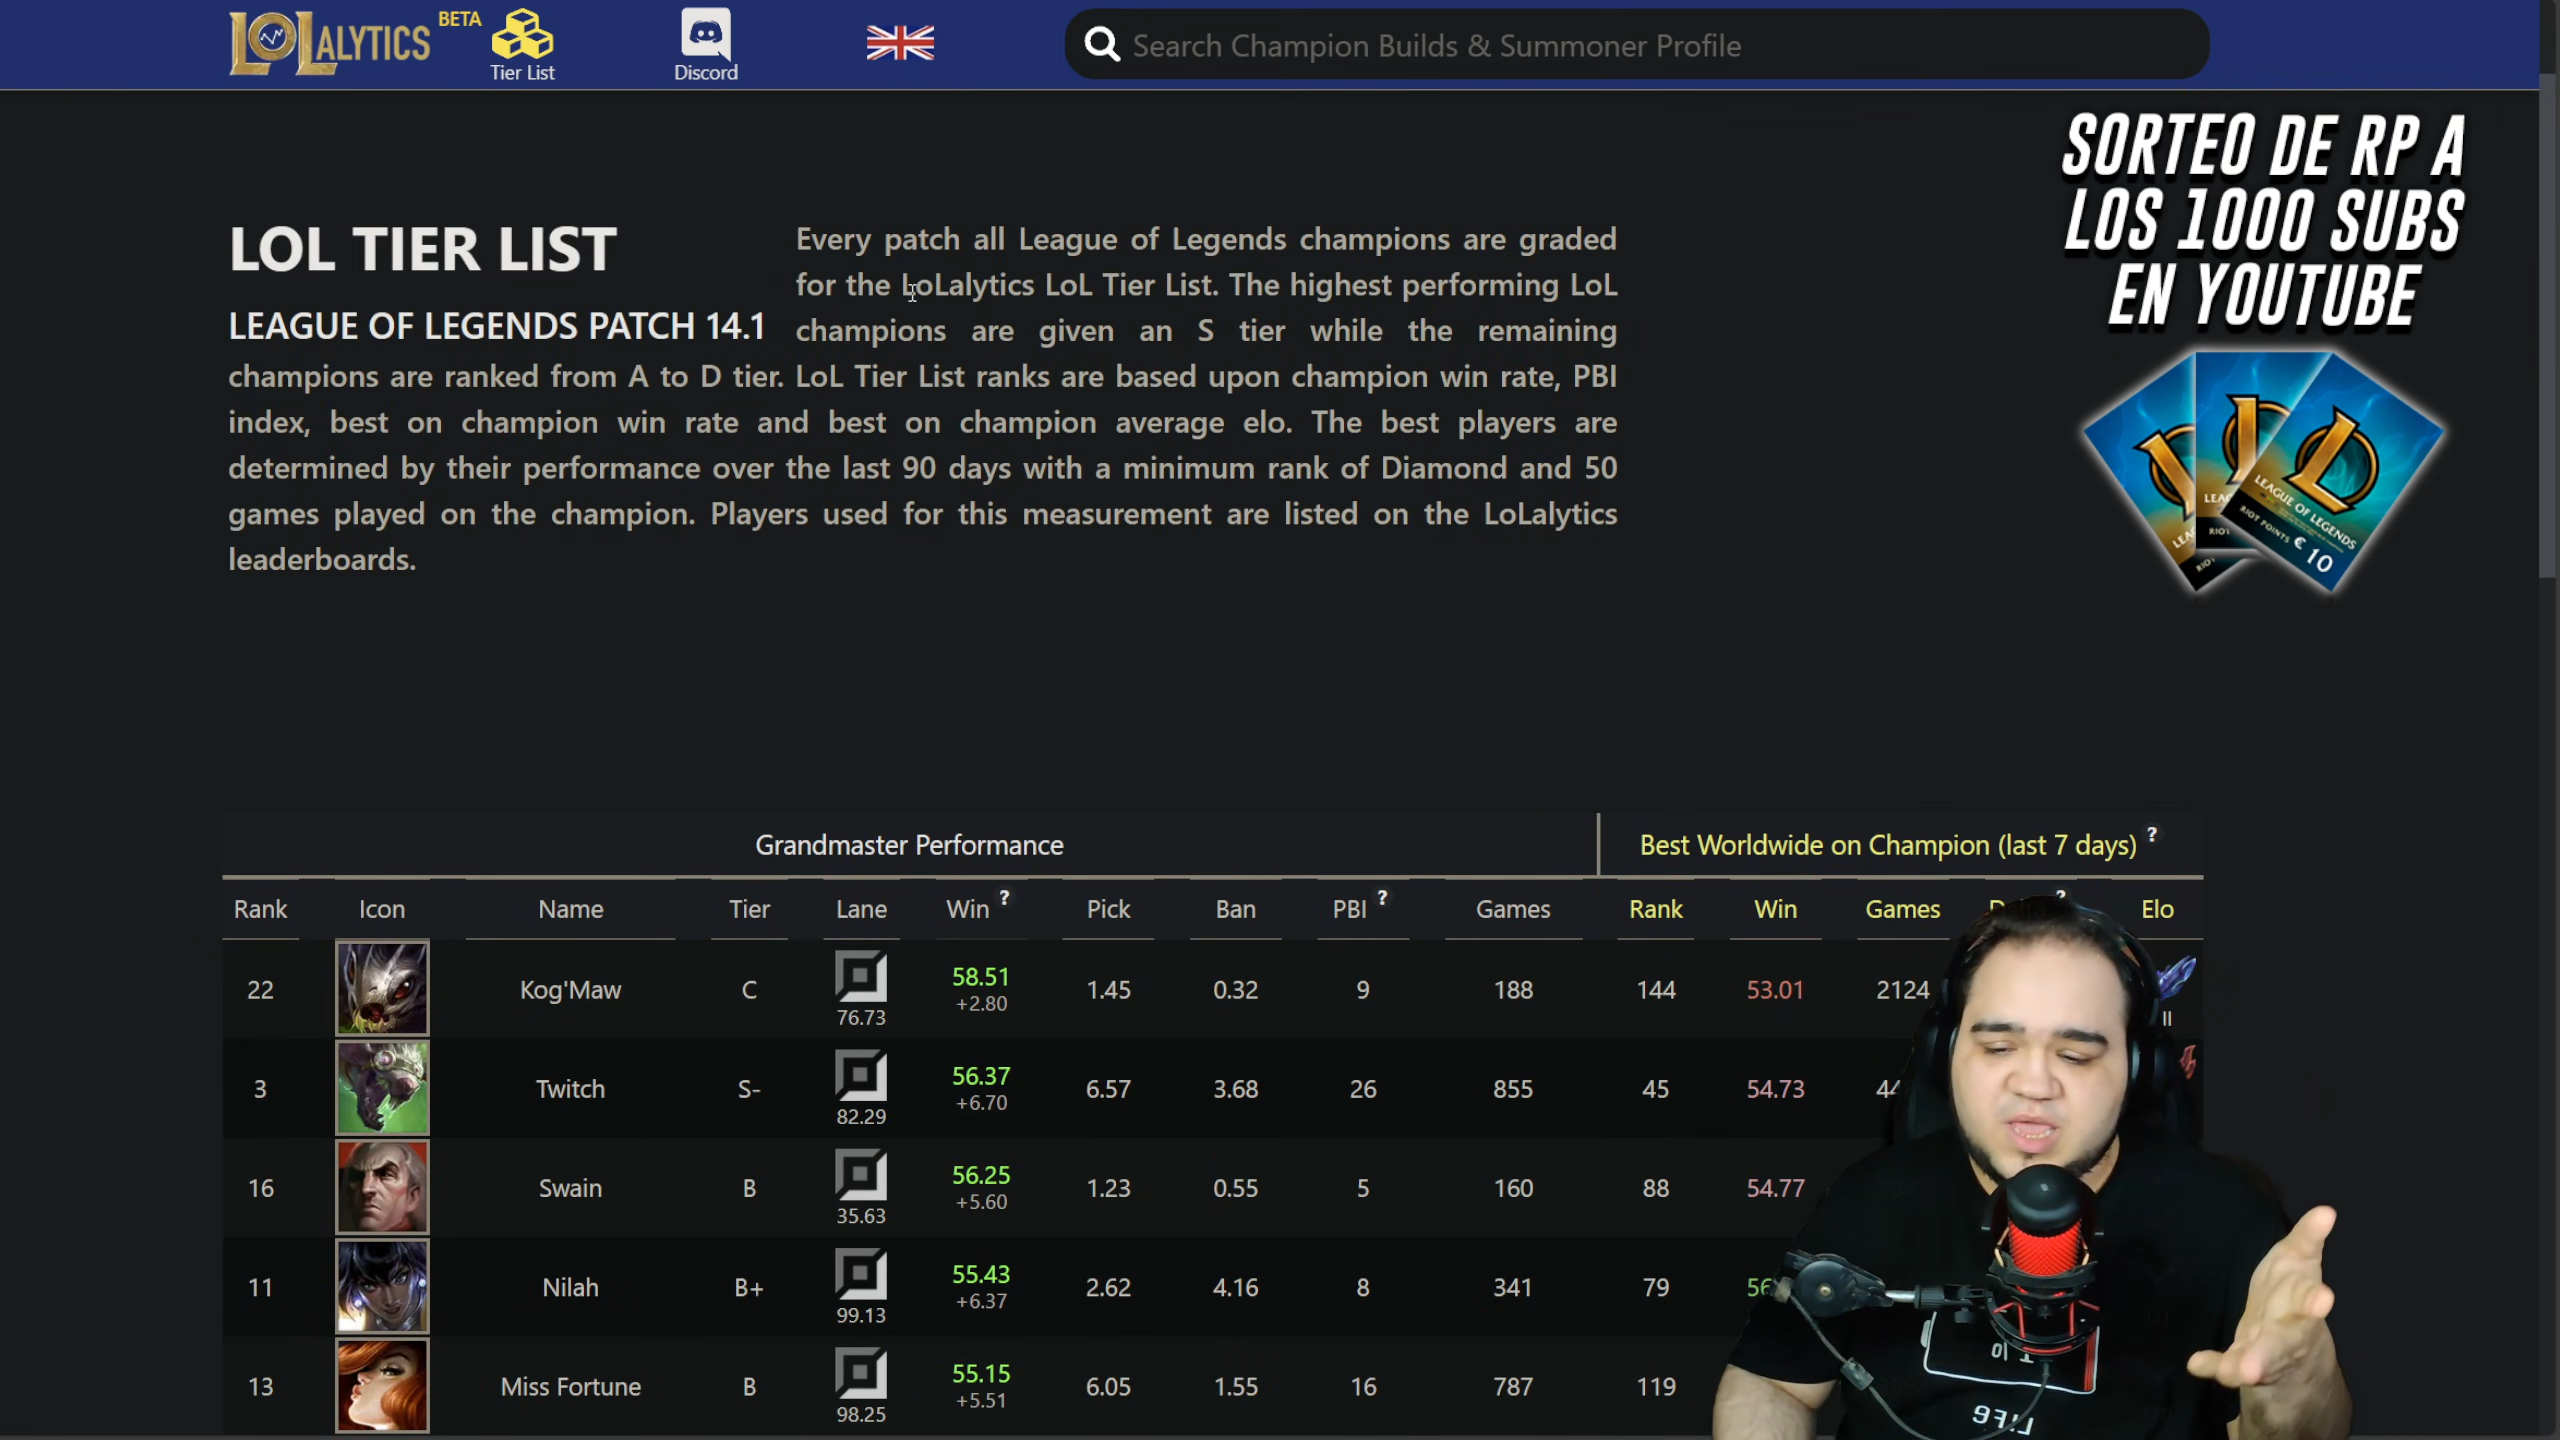 LOLALYTICS BETA
Tier List
Discord
Search Champion Builds & Summoner Profile
SORTEO DE RP A
LOS 1000 SUBS
EN YOUTUBE
LOL TIER LIST
LEAGUE OF LEGENDS PATCH 14.1
Every patch all League of Legends champions are graded
for the LoLalytics LoL Tier List. The highest performing LoL
champions are given an S tier while the remaining
champions are ranked from A to D tier. LoL Tier List ranks are based upon champion win rate, PBI
index, best on champion win rate and best on champion average elo. The best players are
determined by their performance over the last 90 days with a minimum rank of Diamond and 50
games played on the champion. Players used for this measurement are listed on the LoLalytics
leaderboards.
LEAGUE OF LEGENDS
RIOT POINTS € 10
Grandmaster Performance
Best Worldwide on Champion (last 7 days) ?
Rank Icon Name Tier Lane Win ? Pick Ban PBI ? Games Rank Win Games Elo
22 Kog'Maw C 76.73 58.51 +2.80 1.45 0.32 9 188 144 53.01 2124 II
3 Twitch S- 82.29 56.37 +6.70 6.57 3.68 26 855 45 54.73
16 Swain B 35.63 56.25 +5.60 1.23 0.55 5 160 88 54.77
11 Nilah B+ 99.13 55.43 +6.37 2.62 4.16 8 341 79
13 Miss Fortune B 98.25 55.15 +5.51 6.05 1.55 16 787 119
LIFE